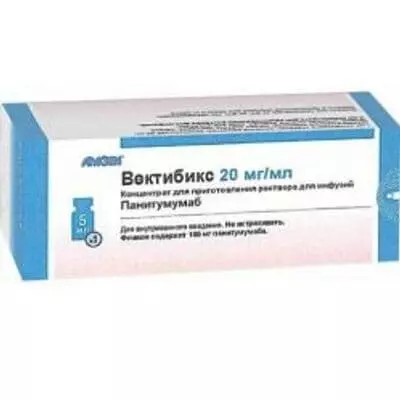 AMGEN
Вектибикс 20 мг/мл
Концентрат для приготовления раствора для инфузий
Панитумумаб
5
мл
x1
Для внутривенного введения. Не встряхивать.
Флакон содержит 100 мг панитумумаба.